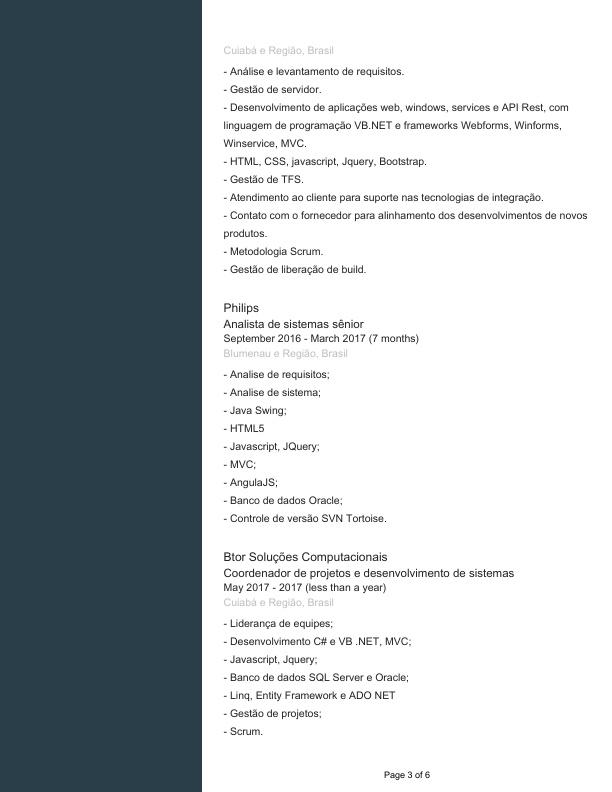 Cuiabá e Região, Brasil
- Análise e levantamento de requisitos.
- Gestão de servidor.
- Desenvolvimento de aplicações web, windows, services e API Rest, com
linguagem de programação VB.NET e frameworks Webforms, Winforms,
Winservice, MVC.
- HTML, CSS, javascript, Jquery, Bootstrap.
- Gestão de TFS.
- Atendimento ao cliente para suporte nas tecnologias de integração.
- Contato com o fornecedor para alinhamento dos desenvolvimentos de novos
produtos.
- Metodologia Scrum.
- Gestão de liberação de build.
Philips
Analista de sistemas sênior
September 2016 - March 2017 (7 months)
Blumenau e Região, Brasil
- Analise de requisitos;
- Analise de sistema;
- Java Swing;
- HTML5
- Javascript, JQuery;
- MVC;
- AngulaJS;
- Banco de dados Oracle;
- Controle de versão SVN Tortoise.
Btor Soluções Computacionais
Coordenador de projetos e desenvolvimento de sistemas
May 2017 - 2017 (less than a year)
Cuiabá e Região, Brasil
- Liderança de equipes;
- Desenvolvimento C# e VB .NET, MVC;
- Javascript, Jquery;
- Banco de dados SQL Server e Oracle;
- Linq, Entity Framework e ADO NET
- Gestão de projetos;
- Scrum.
Page 3 of 6